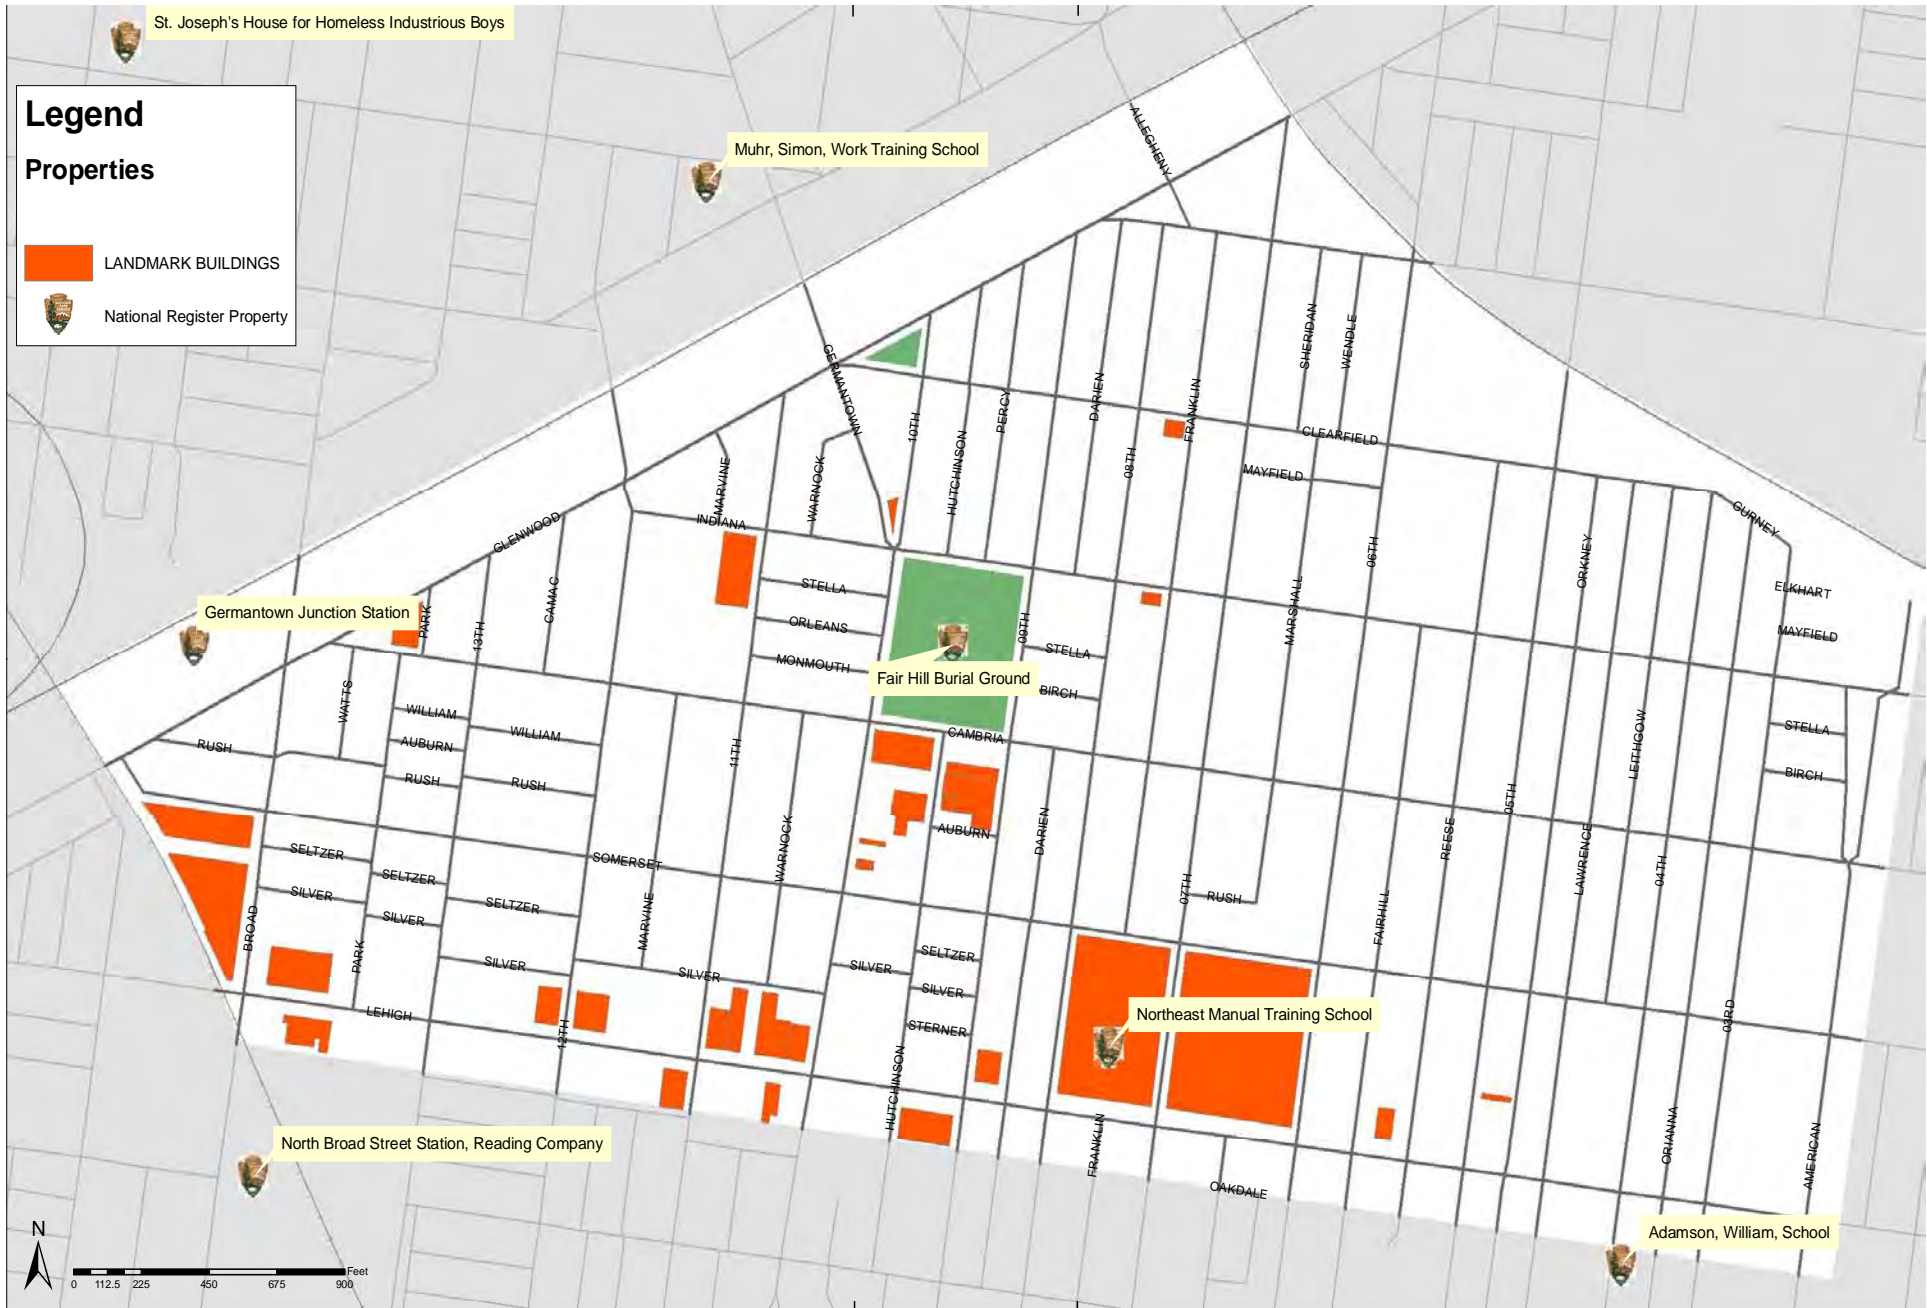 St. Joseph's House for Homeless Industrious Boys
Legend
Properties
LANDMARK BUILDINGS
National Register Property
Muhr, Simon, Work Training School
ALLEGHENY
SHERIDAN
WENDLE
GERMANTOWN
10TH
HUTCHINSON
PERCY
DARIEN
08TH
FRANKLIN
CLEARFIELD
MAYFIELD
MARVINE
WARNOCK
INDIANA
GLENWOOD
GURNEY
06TH
ORKNEY
ELKHART
MAYFIELD
STELLA
ORLEANS
MONMOUTH
CAMAC
13TH
PARK
Germantown Junction Station
09TH
STELLA
BIRCH
MARSHALL
Fair Hill Burial Ground
CAMBRIA
WATTS
WILLIAM
WILLIAM
AUBURN
RUSH
RUSH
RUSH
11TH
LEITHGOW
STELLA
BIRCH
05TH
REESE
LAWRENCE
04TH
WARNOCK
AUBURN
DARIEN
SOMERSET
SELTZER
SELTZER
SELTZER
SILVER
SILVER
SILVER
SILVER
SILVER
BROAD
PARK
MARVINE
07TH
RUSH
FAIRHILL
SELTZER
SILVER
STERNER
LEHIGH
12TH
HUTCHINSON
Northeast Manual Training School
03RD
FRANKLIN
OAKDALE
ORIANNA
AMERICAN
North Broad Street Station, Reading Company
Adamson, William, School
N
Feet
0 112.5 225 450 675 900